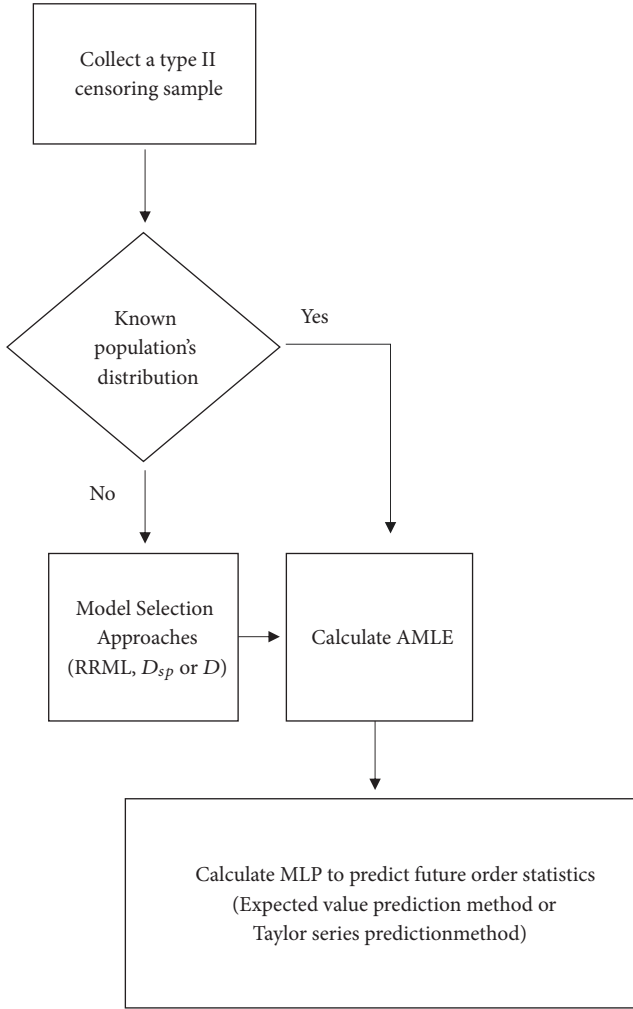 Collect a type II
censoring sample
Known
population's
distribution
Yes
No
Model Selection
Approaches
(RRML, D_sp or D)
Calculate AMLE
Calculate MLP to predict future order statistics
(Expected value prediction method or
Taylor series predictionmethod)